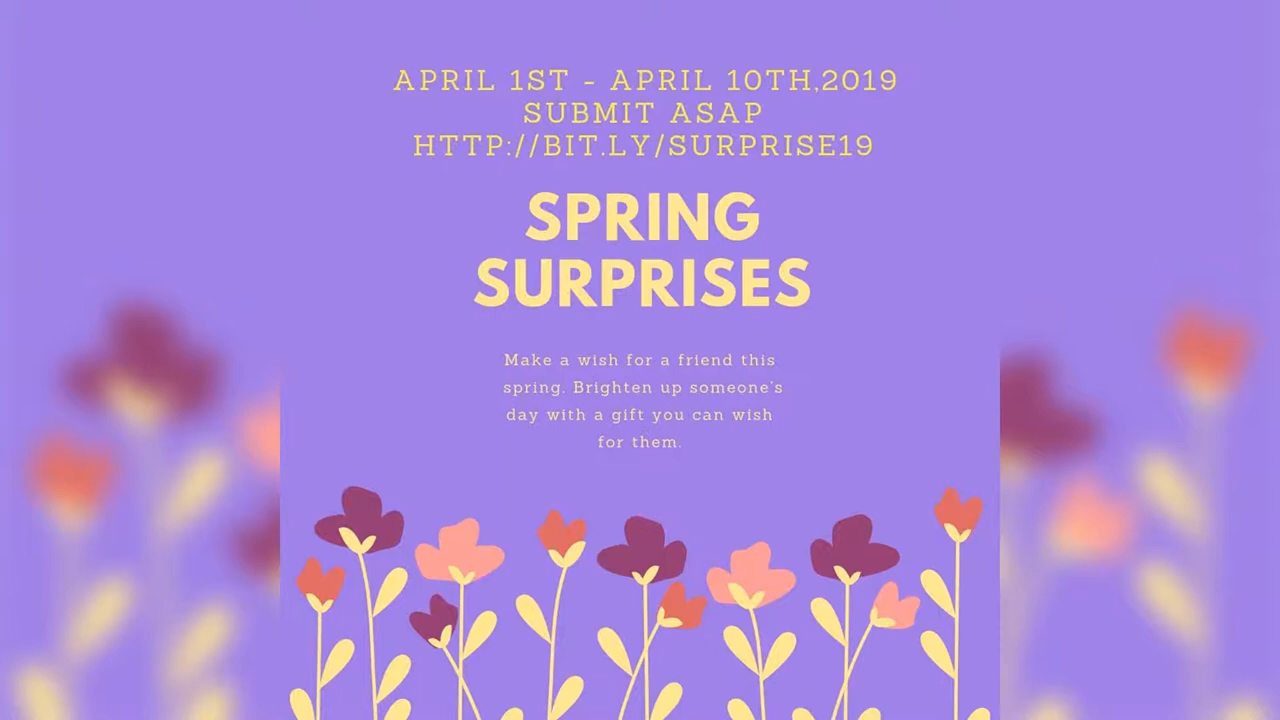 APRIL 1ST - APRIL 10TH,2019
SUBMIT ASAP
HTTP://BIT.LY/SURPRISE19
SPRING
SURPRISES
Make a wish for a friend this
spring. Brighten up someone's
day with a gift you can wish
for them.